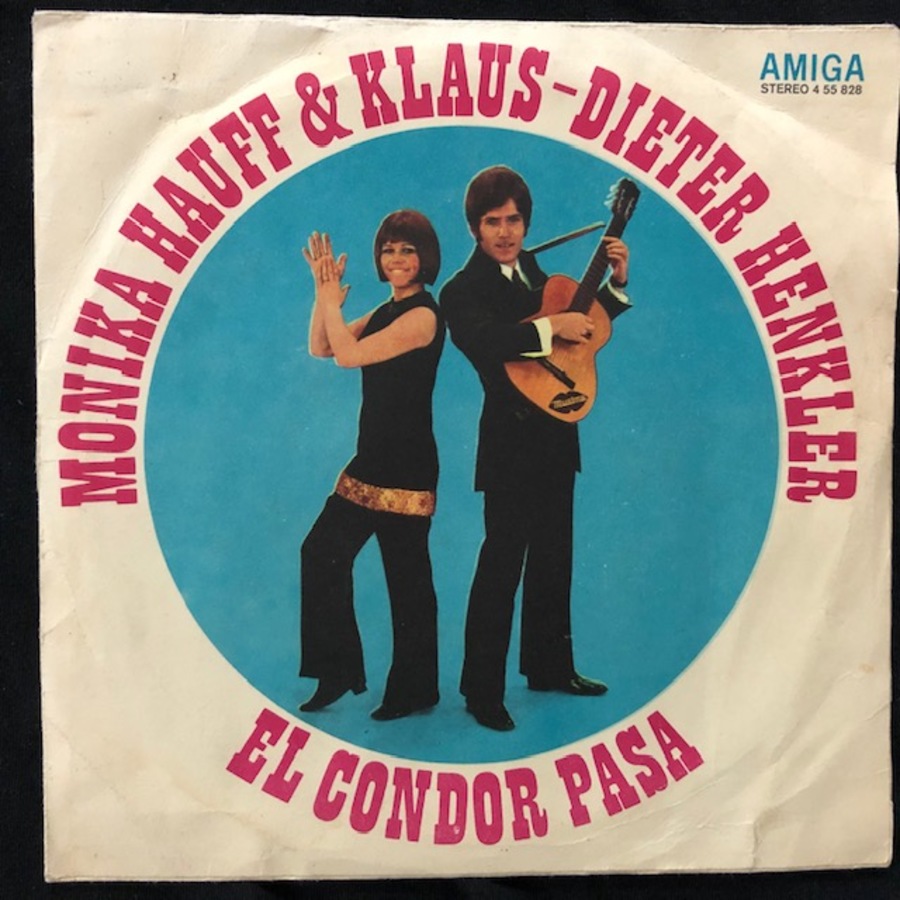 AMIGA
STEREO 4 55 828
MONIKA HAUFF & KLAUS-DIETER HENKLER
EL CONDOR PASA